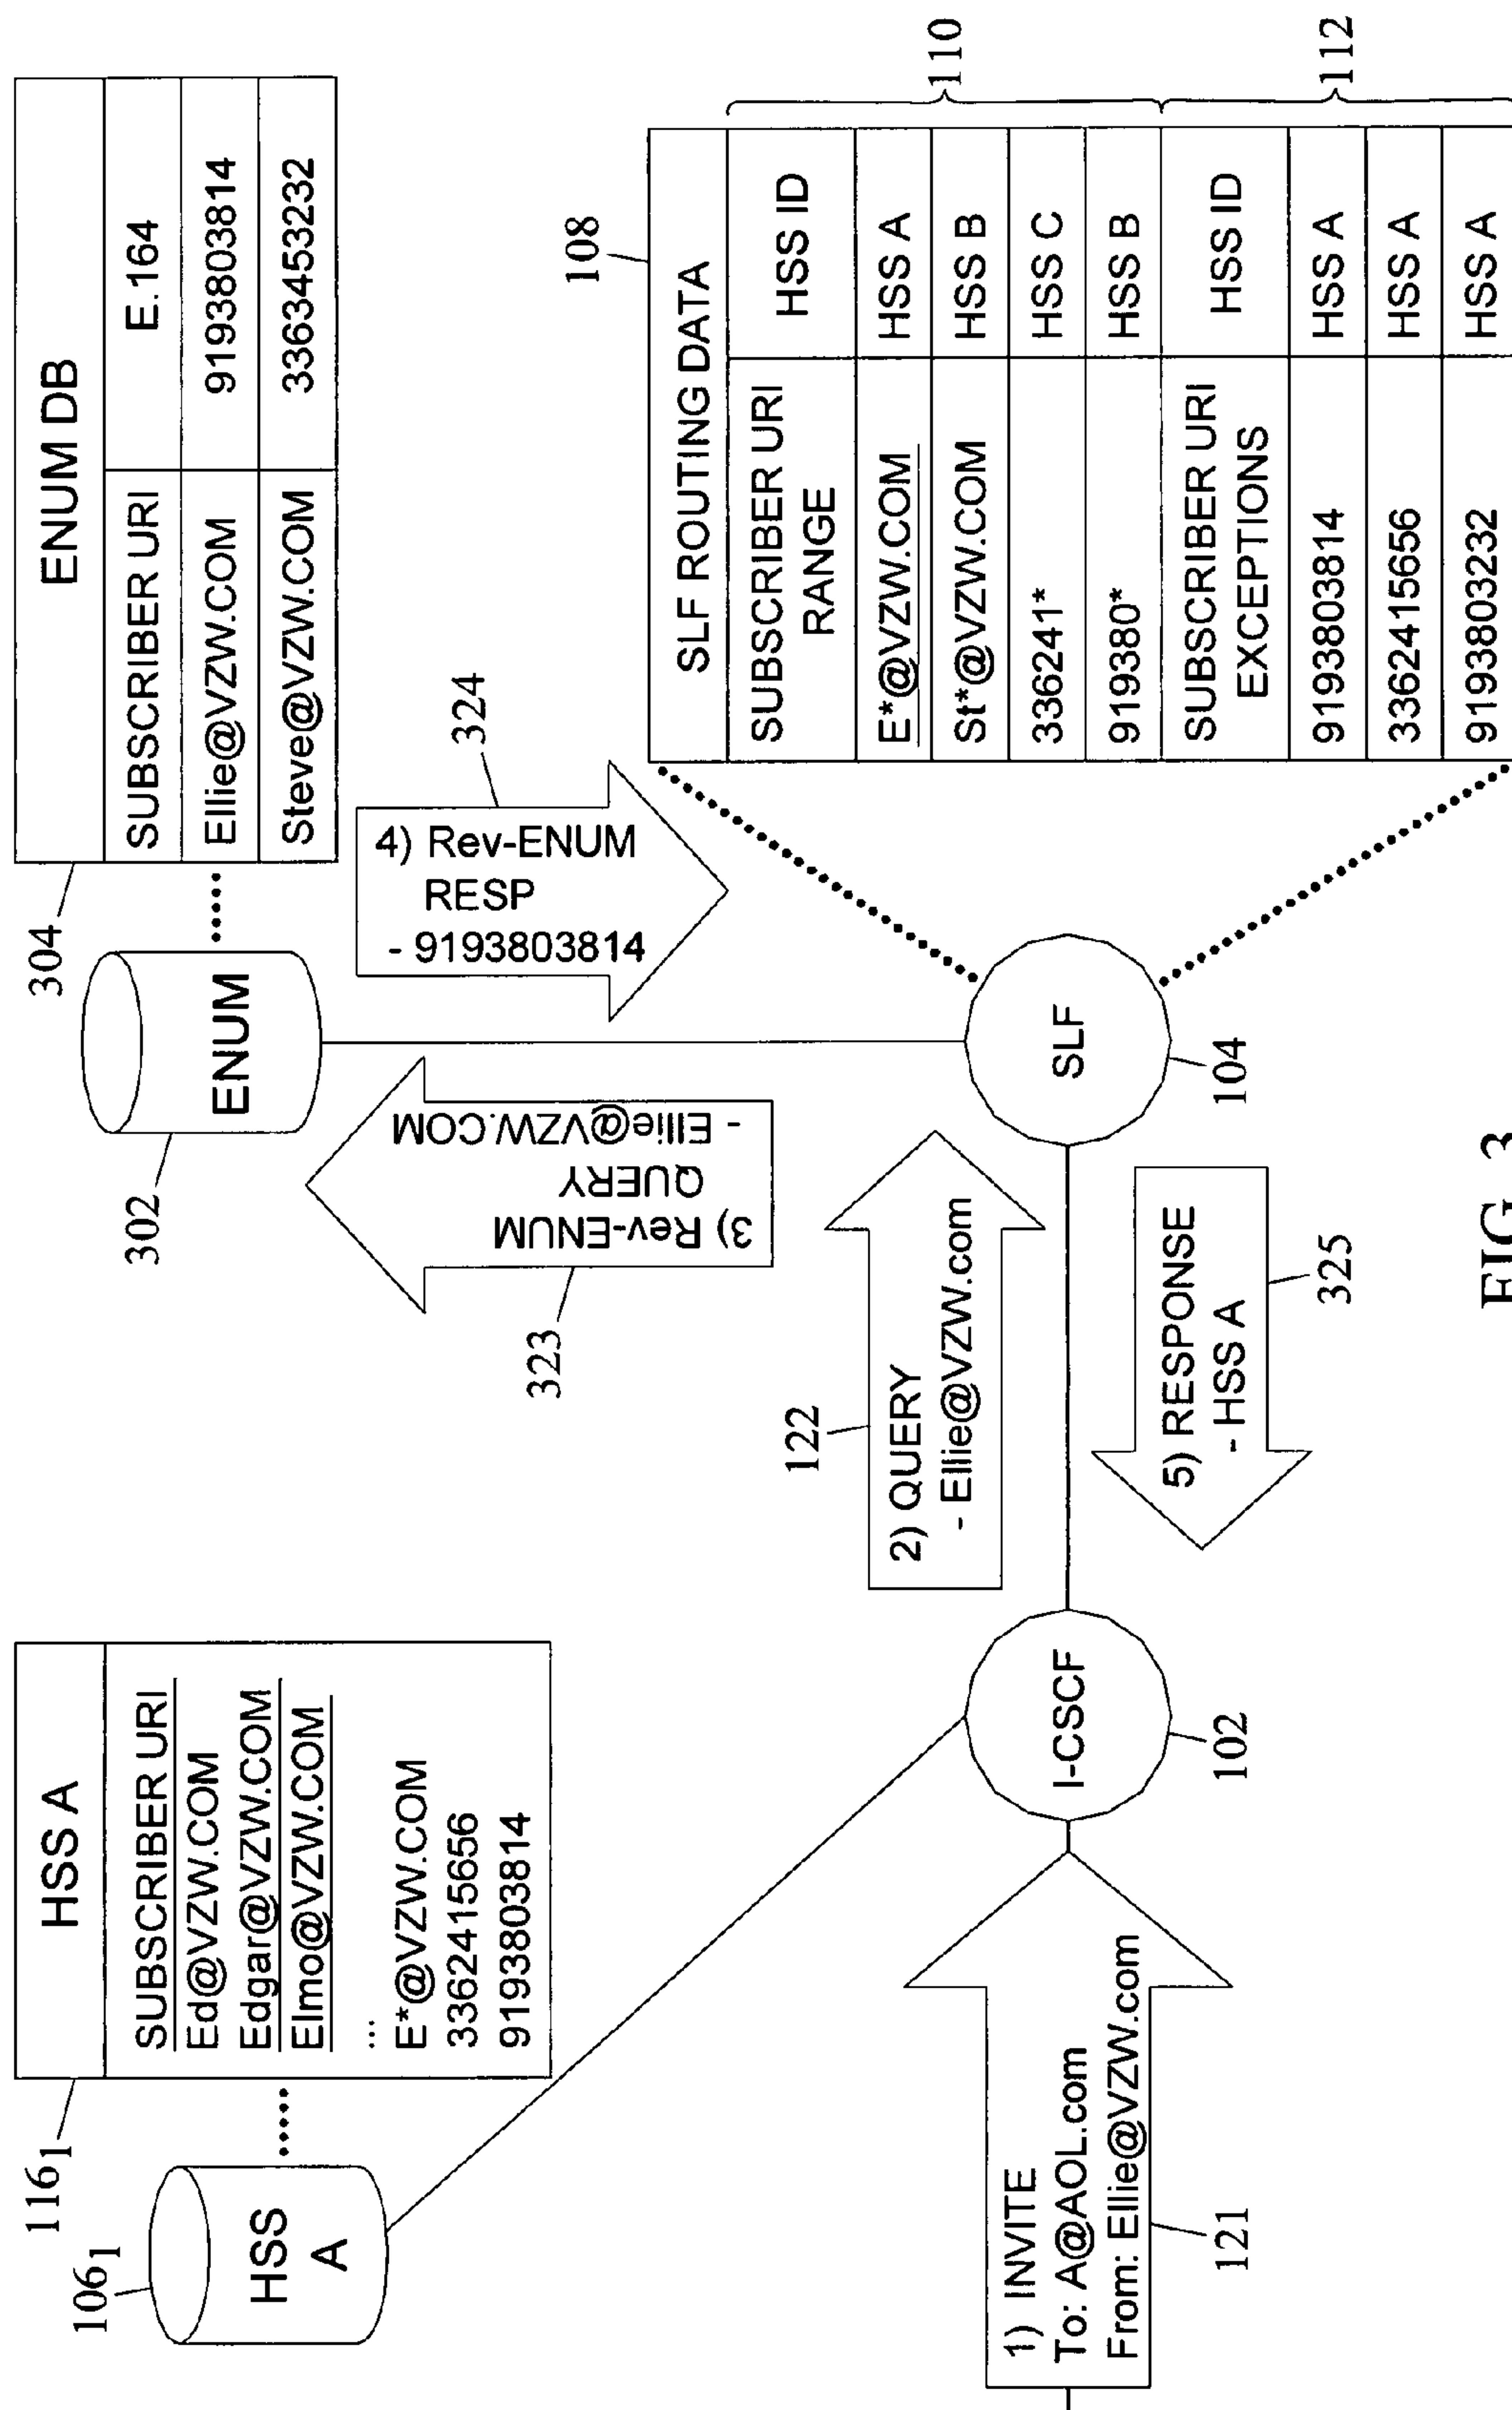 106₁
HSS
A
116₁
HSS A
SUBSCRIBER URI
Ed@VZW.COM
Edgar@VZW.COM
Elmo@VZW.COM
...
E*@VZW.COM
3362415656
9193803814
302
ENUM
304
ENUM DB
SUBSCRIBER URI E.164
Ellie@VZW.COM 9193803814
Steve@VZW.COM 3363453232
323
3) Rev-ENUM
QUERY
- Ellie@VZW.COM
324
4) Rev-ENUM
RESP
- 9193803814
108
SLF ROUTING DATA
SUBSCRIBER URI
RANGE
HSS ID
E*@VZW.COM HSS A
St*@VZW.COM HSS B
336241* HSS C
919380* HSS B
110
SUBSCRIBER URI
EXCEPTIONS
HSS ID
9193803814 HSS A
3362415656 HSS A
9193803232 HSS A
112
1) INVITE
To: A@AOL.com
From: Ellie@VZW.com
121
I-CSCF
102
122
2) QUERY
- Ellie@VZW.com
SLF
104
5) RESPONSE
- HSS A
325
FIG. 3